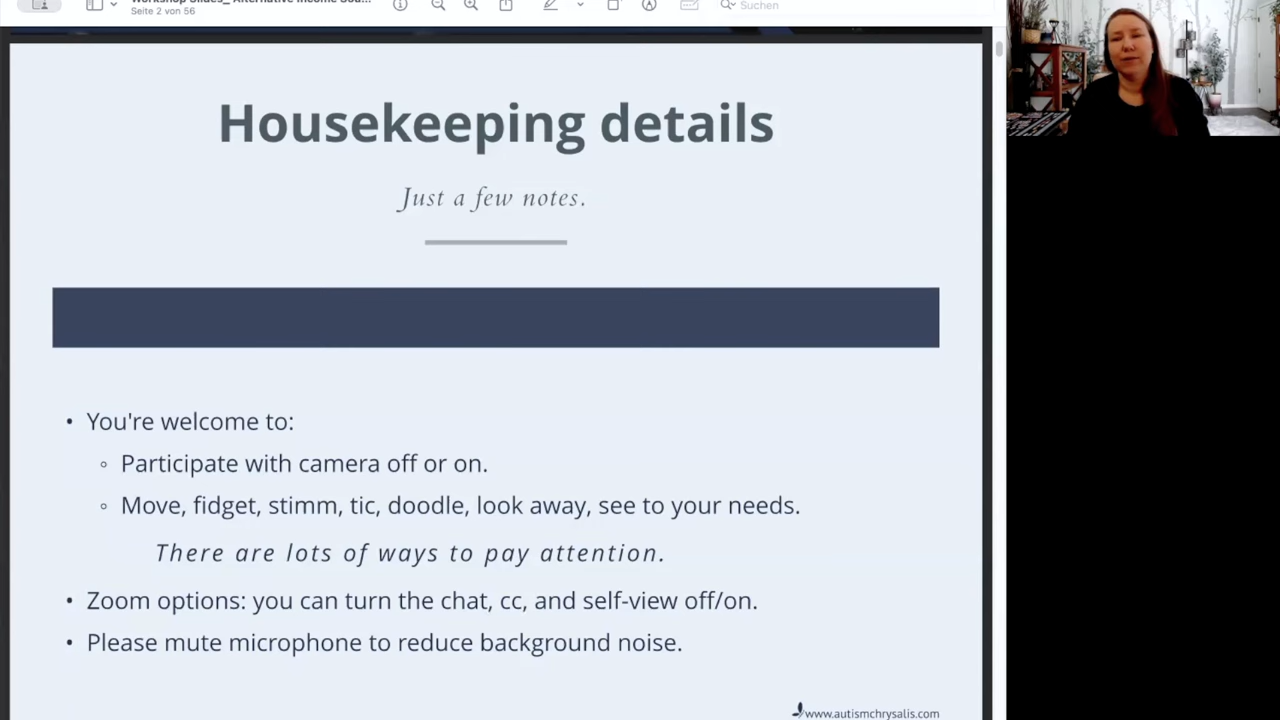 Workshop Slides_ Alternative Income Sou...
Seite 2 von 56
Suchen
Housekeeping details
Just a few notes.
• You're welcome to:
◦ Participate with camera off or on.
◦ Move, fidget, stimm, tic, doodle, look away, see to your needs.
There are lots of ways to pay attention.
• Zoom options: you can turn the chat, cc, and self-view off/on.
• Please mute microphone to reduce background noise.
www.autismchrysalis.com